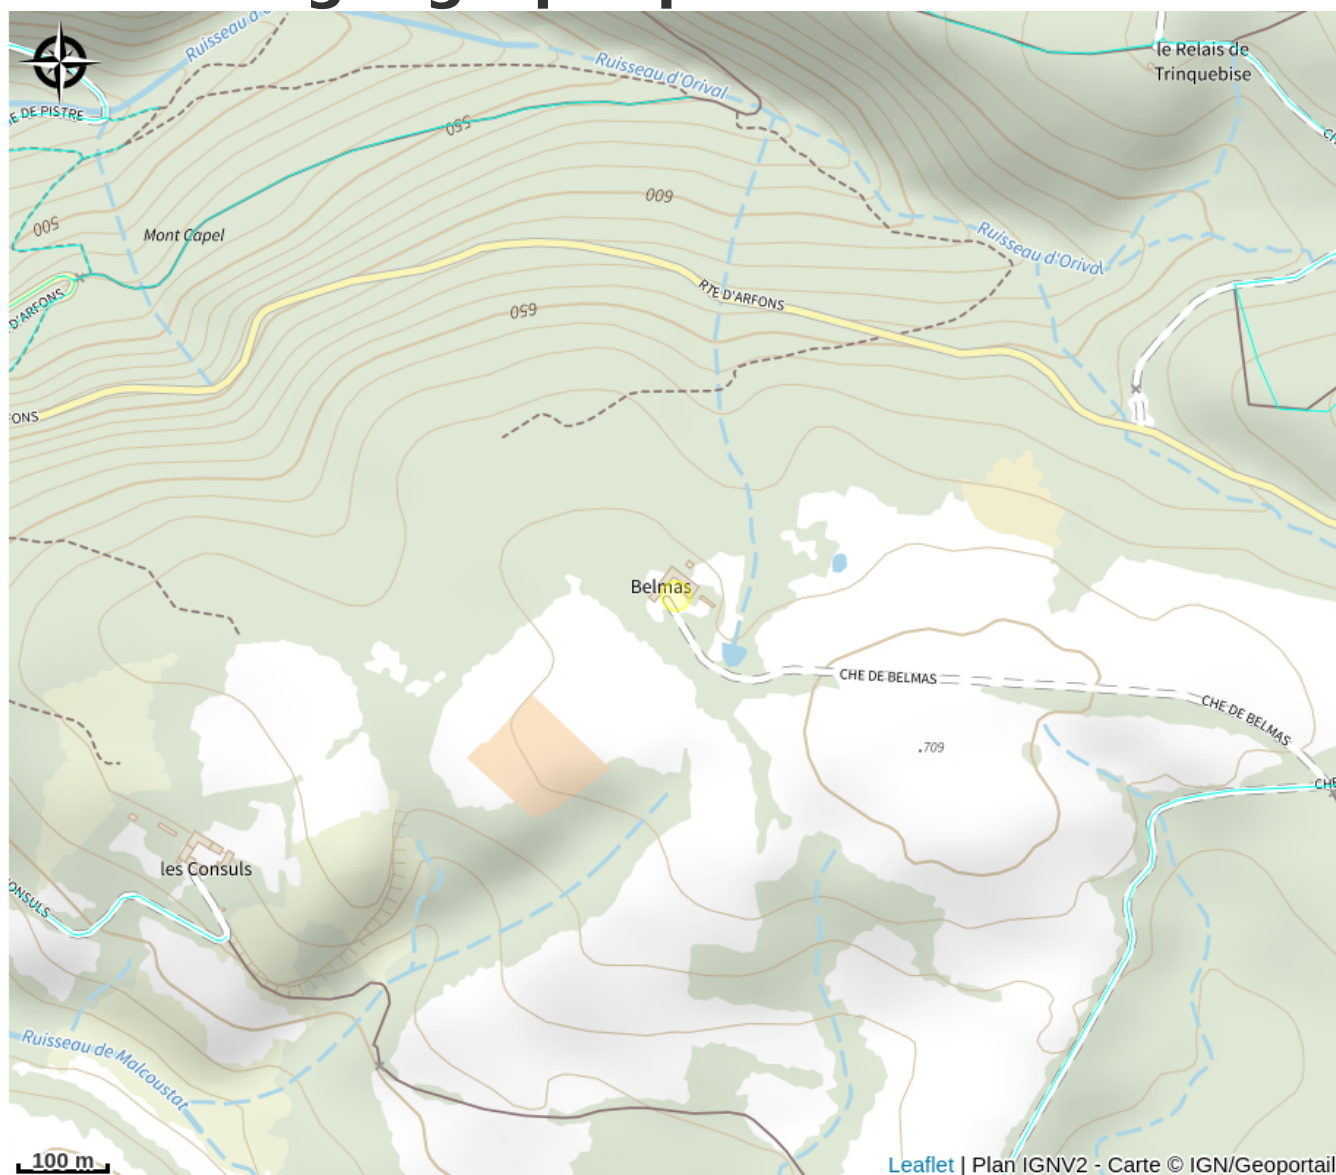 Ruisseau d'O
Ruisseau d'Orival
le Relais de
Trinquebise
E DE PISTRE
550
600
500
Mont Capel
Ruisseau d'Orival
D'ARFONS
RTE D'ARFONS
650
FONS
Belmas
CHE DE BELMAS
CHE DE BELMAS
.709
CHE
les Consuls
ONSULS
Ruisseau de Malcoustat
100 m
Leaflet | Plan IGNV2 - Carte © IGN/Geoportail